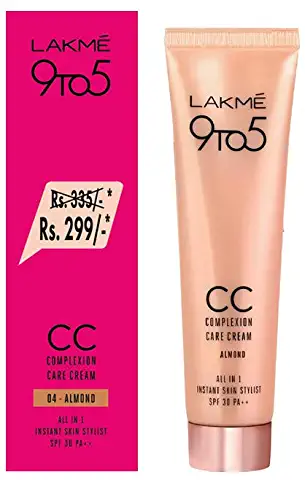 LAKMÉ
9TO5
Rs. 335/-*
Rs. 299/-*
CC
COMPLEXION
CARE CREAM
04 - ALMOND
ALL IN 1
INSTANT SKIN STYLIST
SPF 30 PA++
LAKMÉ
9TO5
CC
COMPLEXION
CARE CREAM
ALMOND
ALL IN 1
INSTANT SKIN STYLIST
SPF 30 PA++